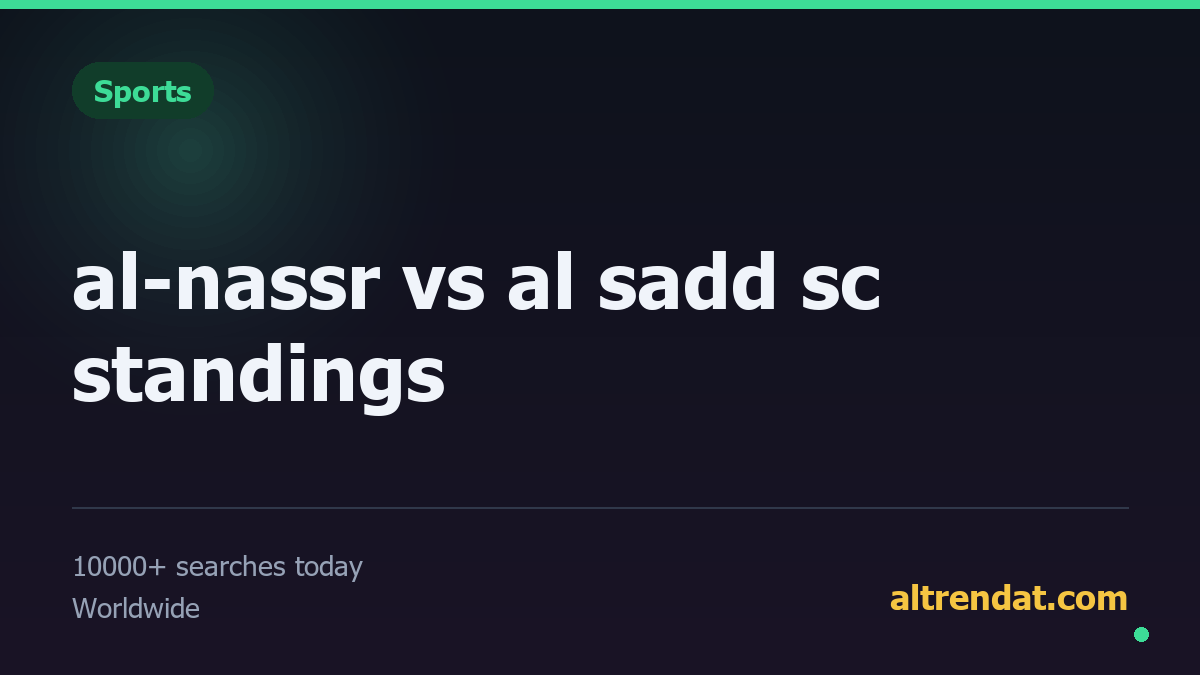 Sports
al-nassr vs al sadd sc
standings
10000+ searches today
Worldwide
altrendat.com